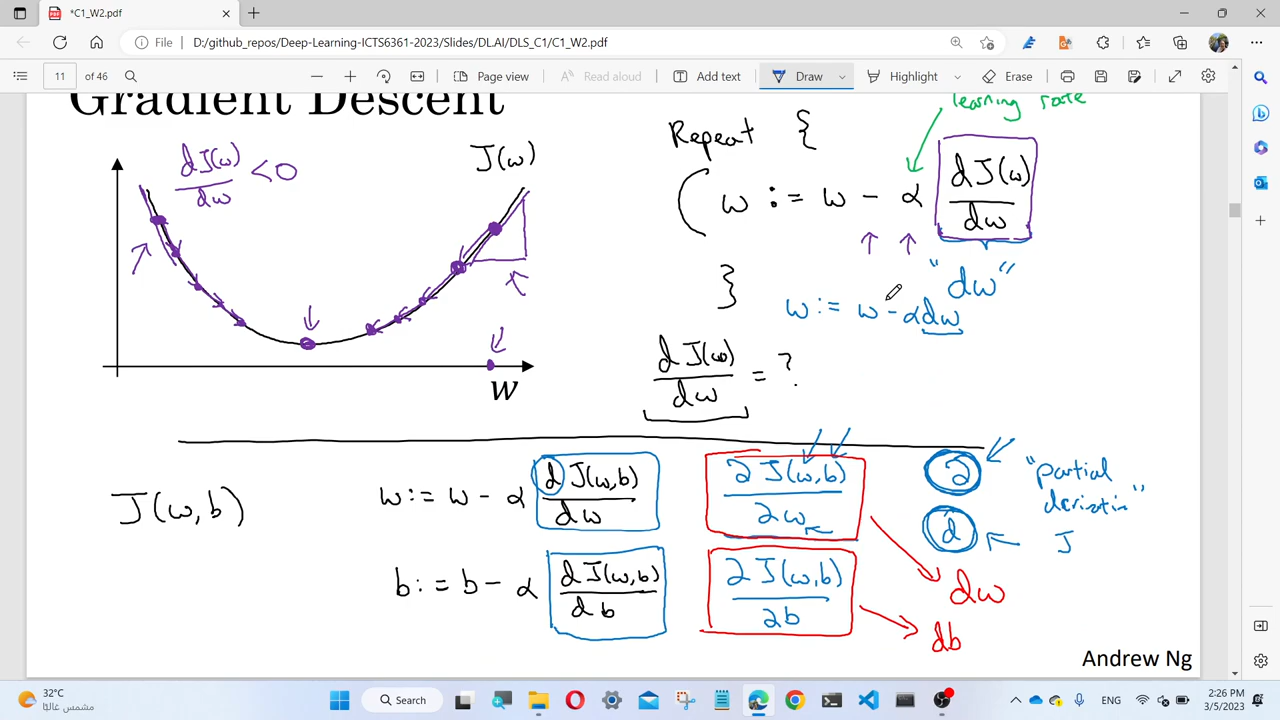 *C1_W2.pdf
D:/github_repos/Deep-Learning-ICTS6361-2023/Slides/DL.AI/DLS_C1/C1_W2.pdf
11 of 46
Page view
Read aloud
Add text
Draw
Highlight
Erase
Gradient Descent
learning rate
dJ(w)/dw < 0
J(w)
Repeat {
w := w - α dJ(w)/dw
}
"dw"
w := w - αdw
dJ(w)/dw = ?
w
J(w,b)
w := w - α dJ(w,b)/dw
∂J(w,b)/∂w
∂
"partial
derivative"
d
J
b := b - α dJ(w,b)/db
∂J(w,b)/∂b
dw
db
Andrew Ng
32°C
مشمس غالبًا
Search
ENG
2:26 PM
3/5/2023